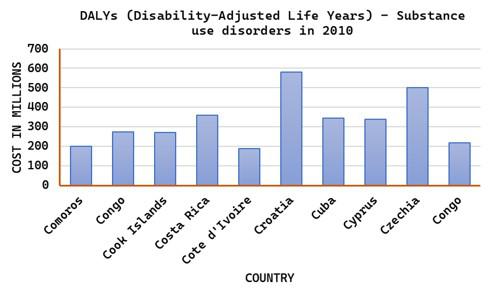 DALYs (Disability-Adjusted Life Years) - Substance
use disorders in 2010
COST IN MILLIONS
700
600
500
400
300
200
100
0
Comoros
Congo
Cook Islands
Costa Rica
Cote d'Ivoire
Croatia
Cuba
Cyprus
Czechia
Congo
COUNTRY